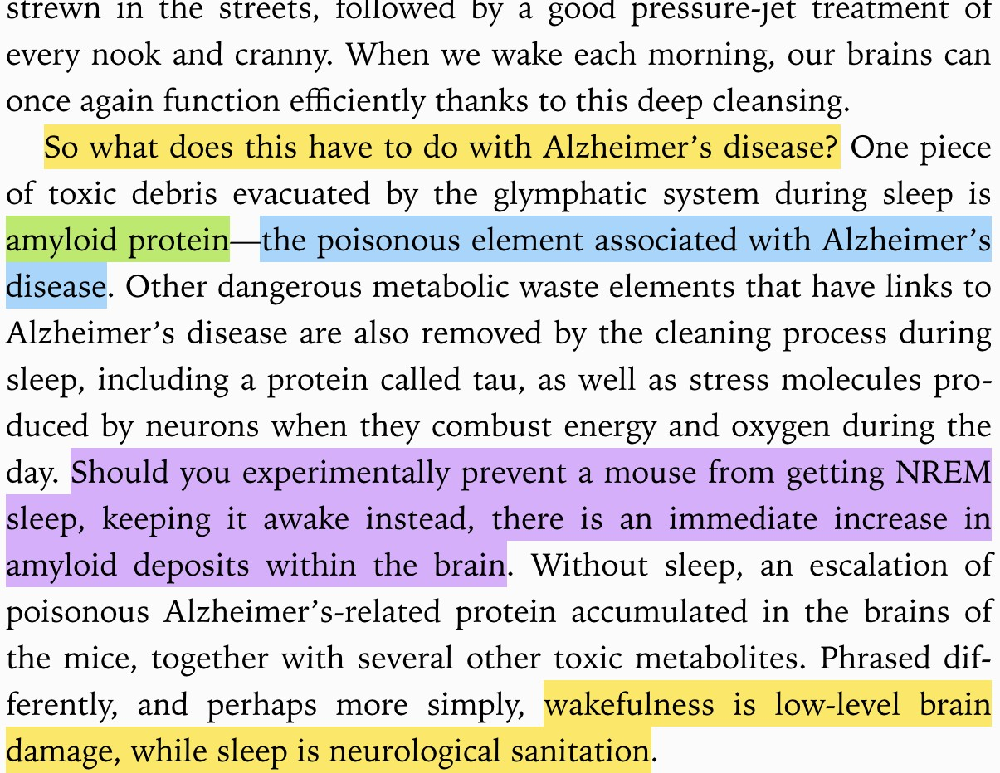 strewn in the streets, followed by a good pressure-jet treatment of
every nook and cranny. When we wake each morning, our brains can
once again function efficiently thanks to this deep cleansing.
So what does this have to do with Alzheimer’s disease? One piece
of toxic debris evacuated by the glymphatic system during sleep is
amyloid protein—the poisonous element associated with Alzheimer’s
disease. Other dangerous metabolic waste elements that have links to
Alzheimer’s disease are also removed by the cleaning process during
sleep, including a protein called tau, as well as stress molecules pro-
duced by neurons when they combust energy and oxygen during the
day. Should you experimentally prevent a mouse from getting NREM
sleep, keeping it awake instead, there is an immediate increase in
amyloid deposits within the brain. Without sleep, an escalation of
poisonous Alzheimer’s-related protein accumulated in the brains of
the mice, together with several other toxic metabolites. Phrased dif-
ferently, and perhaps more simply, wakefulness is low-level brain
damage, while sleep is neurological sanitation.